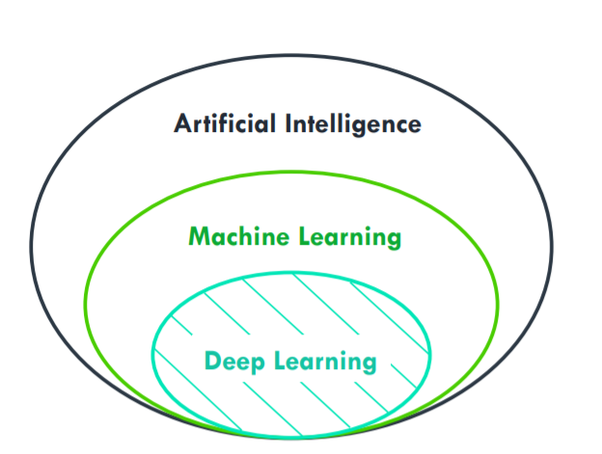 Artificial Intelligence
Machine Learning
Deep Learning